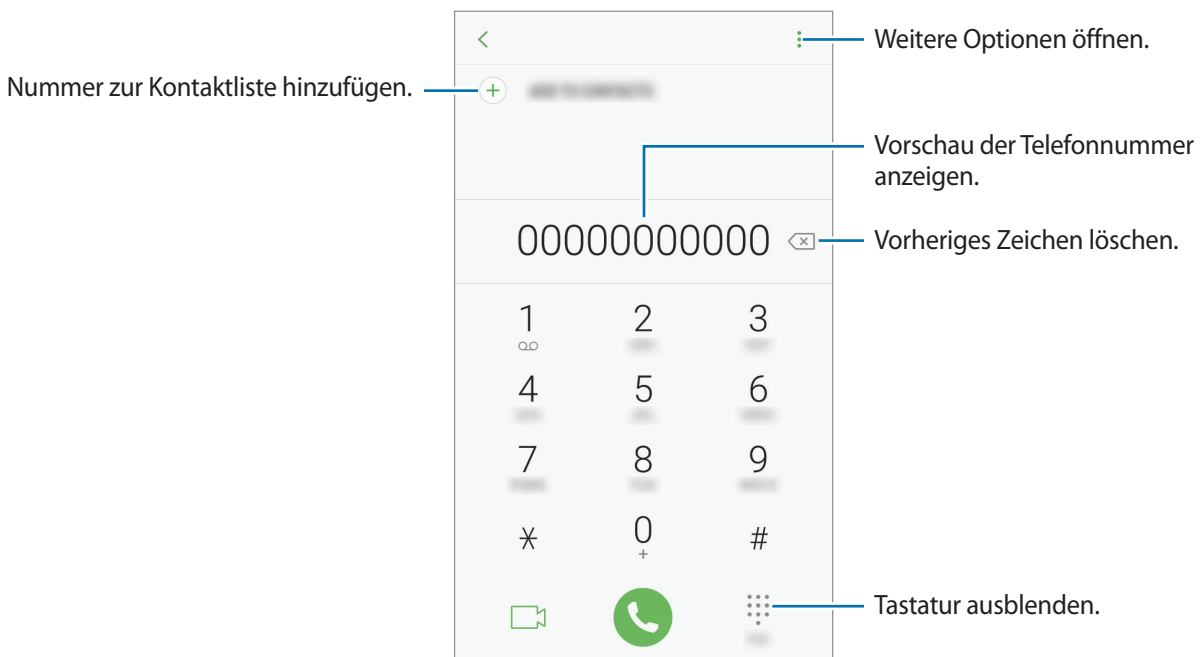 Weitere Optionen öffnen.
Nummer zur Kontaktliste hinzufügen.
Vorschau der Telefonnummer
anzeigen.
00000000000
Vorheriges Zeichen löschen.
1 2 3
4 5 6
7 8 9
* 0 #
+
Tastatur ausblenden.